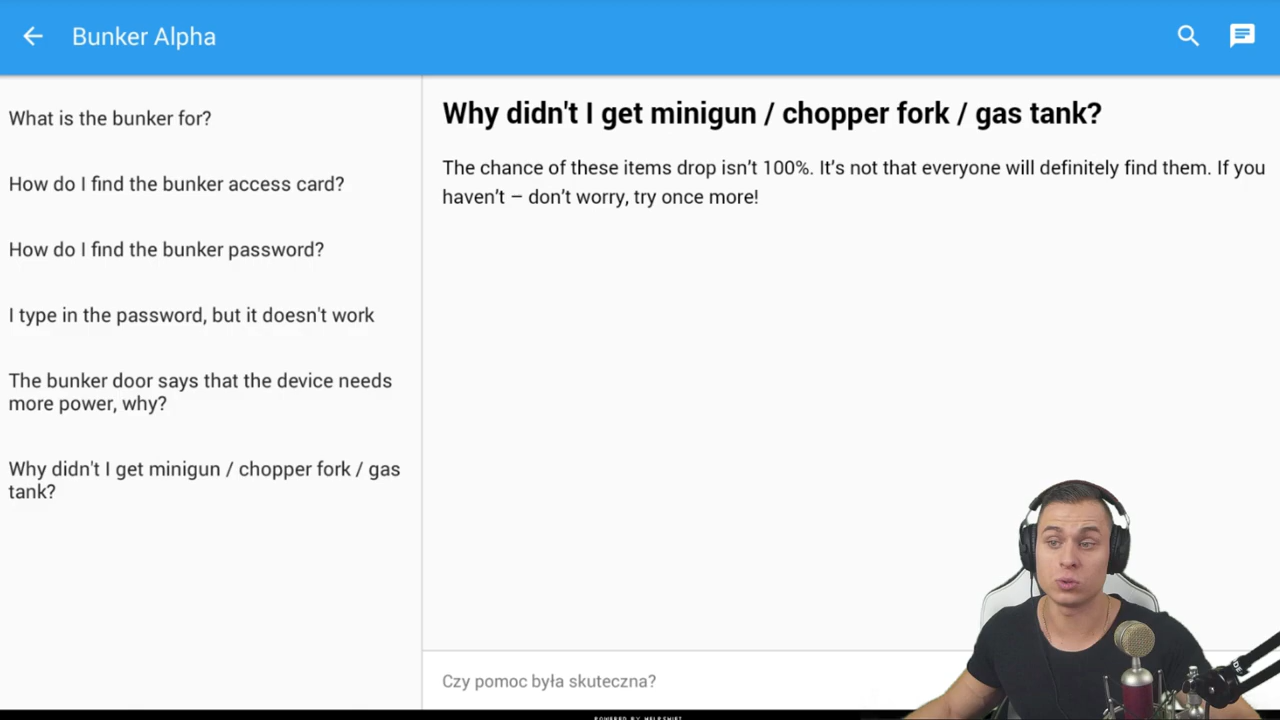 Bunker Alpha
What is the bunker for?
How do I find the bunker access card?
How do I find the bunker password?
I type in the password, but it doesn't work
The bunker door says that the device needs
more power, why?
Why didn't I get minigun / chopper fork / gas
tank?
Why didn't I get minigun / chopper fork / gas tank?
The chance of these items drop isn’t 100%. It’s not that everyone will definitely find them. If you
haven’t – don’t worry, try once more!
Czy pomoc była skuteczna?
POWERED BY HELPSHIFT